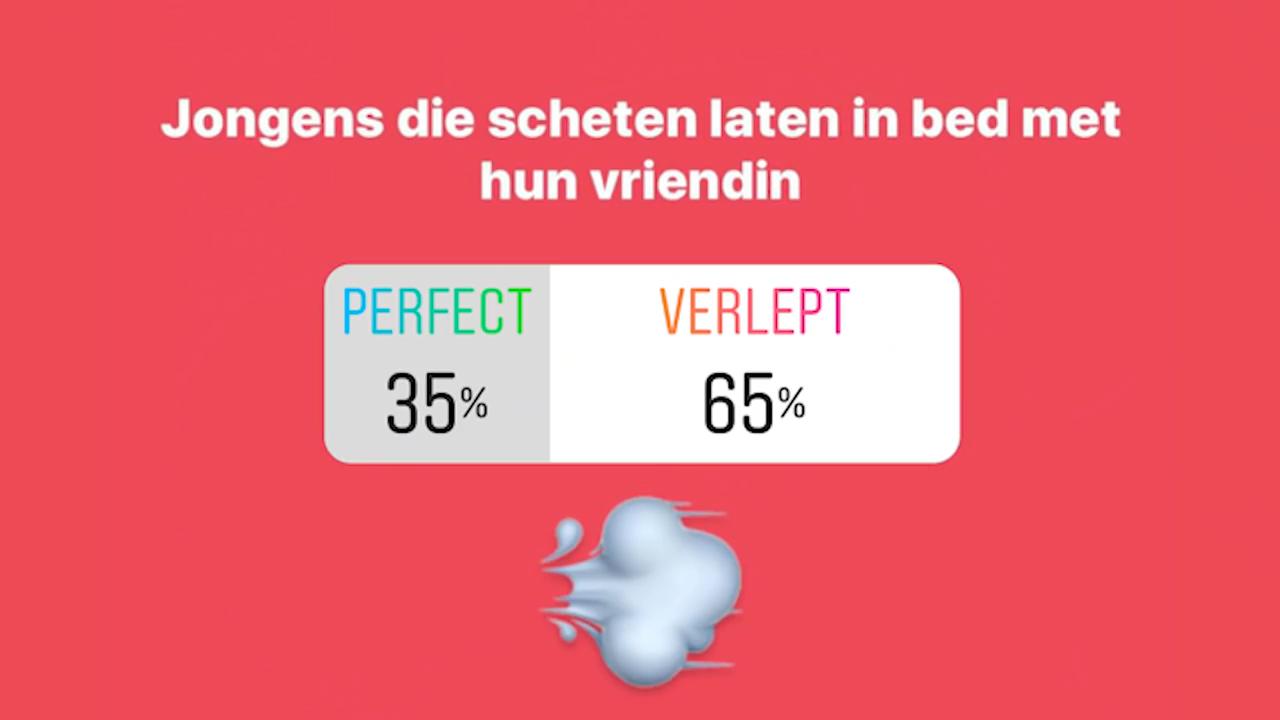 Jongens die scheten laten in bed met
hun vriendin
PERFECT VERLEPT
35% 65%